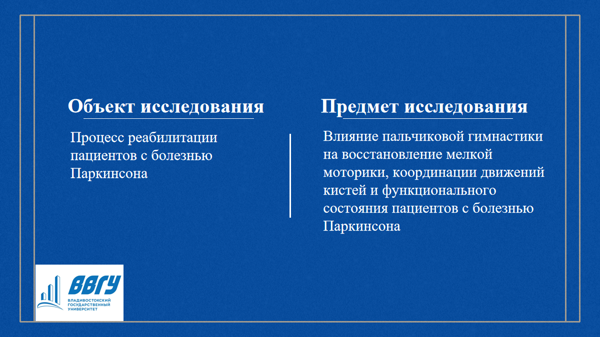 Объект исследования
Процесс реабилитации
пациентов с болезнью
Паркинсона
Предмет исследования
Влияние пальчиковой гимнастики
на восстановление мелкой
моторики, координации движений
кистей и функционального
состояния пациентов с болезнью
Паркинсона
ВВГУ
ВЛАДИВОСТОКСКИЙ
ГОСУДАРСТВЕННЫЙ
УНИВЕРСИТЕТ